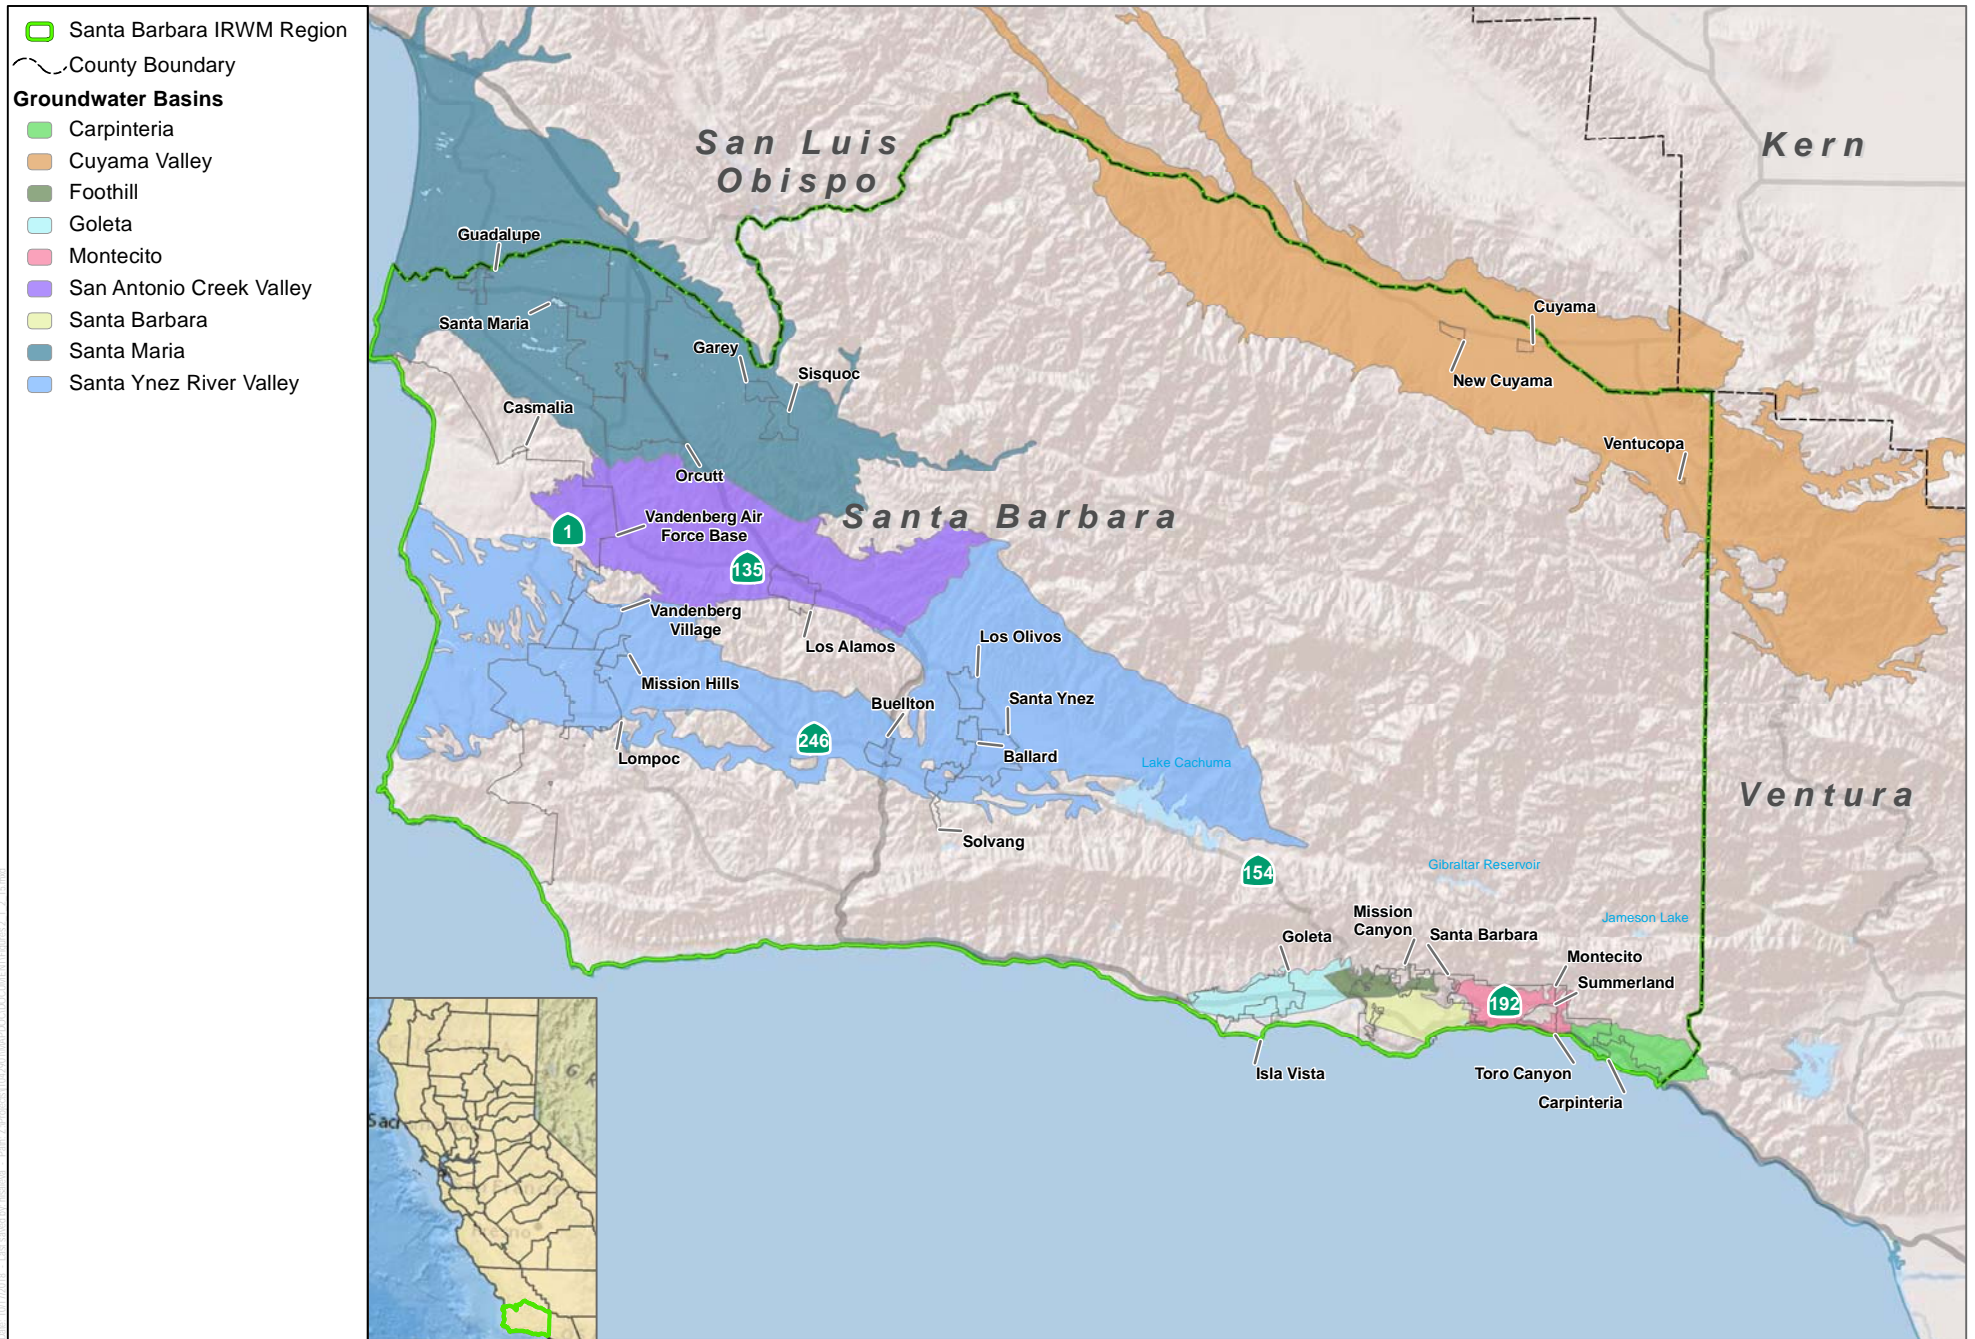 Santa Barbara IRWM Region
County Boundary
Groundwater Basins
Carpinteria
Cuyama Valley
Foothill
Goleta
Montecito
San Antonio Creek Valley
Santa Barbara
Santa Maria
Santa Ynez River Valley
San Luis
Obispo
Kern
Guadalupe
Santa Maria
Garey
Sisquoc
Casmalia
Orcutt
Cuyama
New Cuyama
Ventucopa
Santa Barbara
1
Vandenberg Air
Force Base
135
Vandenberg
Village
Los Alamos
Los Olivos
Mission Hills
Buellton
Santa Ynez
246
Lompoc
Ballard
Lake Cachuma
Ventura
Solvang
154
Gibraltar Reservoir
Jameson Lake
Mission
Canyon
Goleta
Santa Barbara
Montecito
Summerland
192
Isla Vista
Toro Canyon
Carpinteria